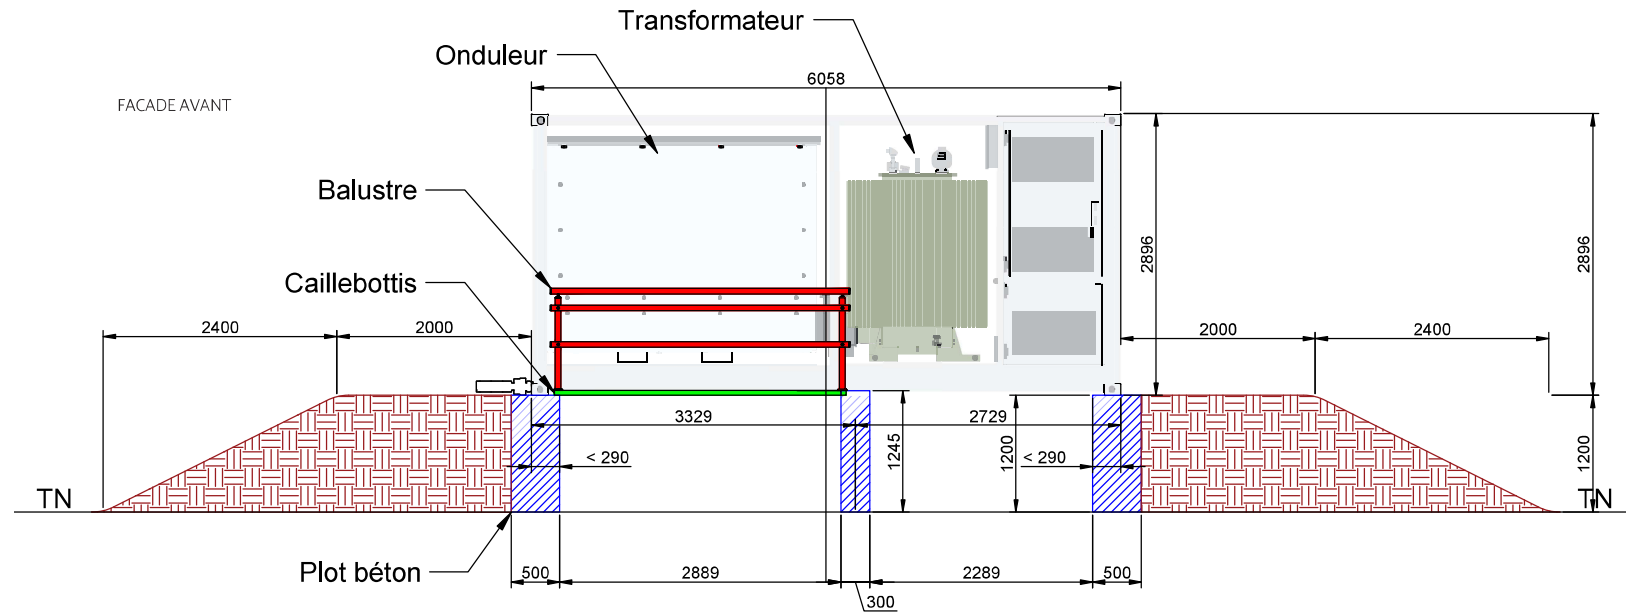 Transformateur
Onduleur
6058
FACADE AVANT
Balustre
2896
2896
Caillebottis
2400
2000
2000
2400
3329
2729
1245
1200
1200
< 290
< 290
TN
TN
Plot béton
500
2889
2289
500
300